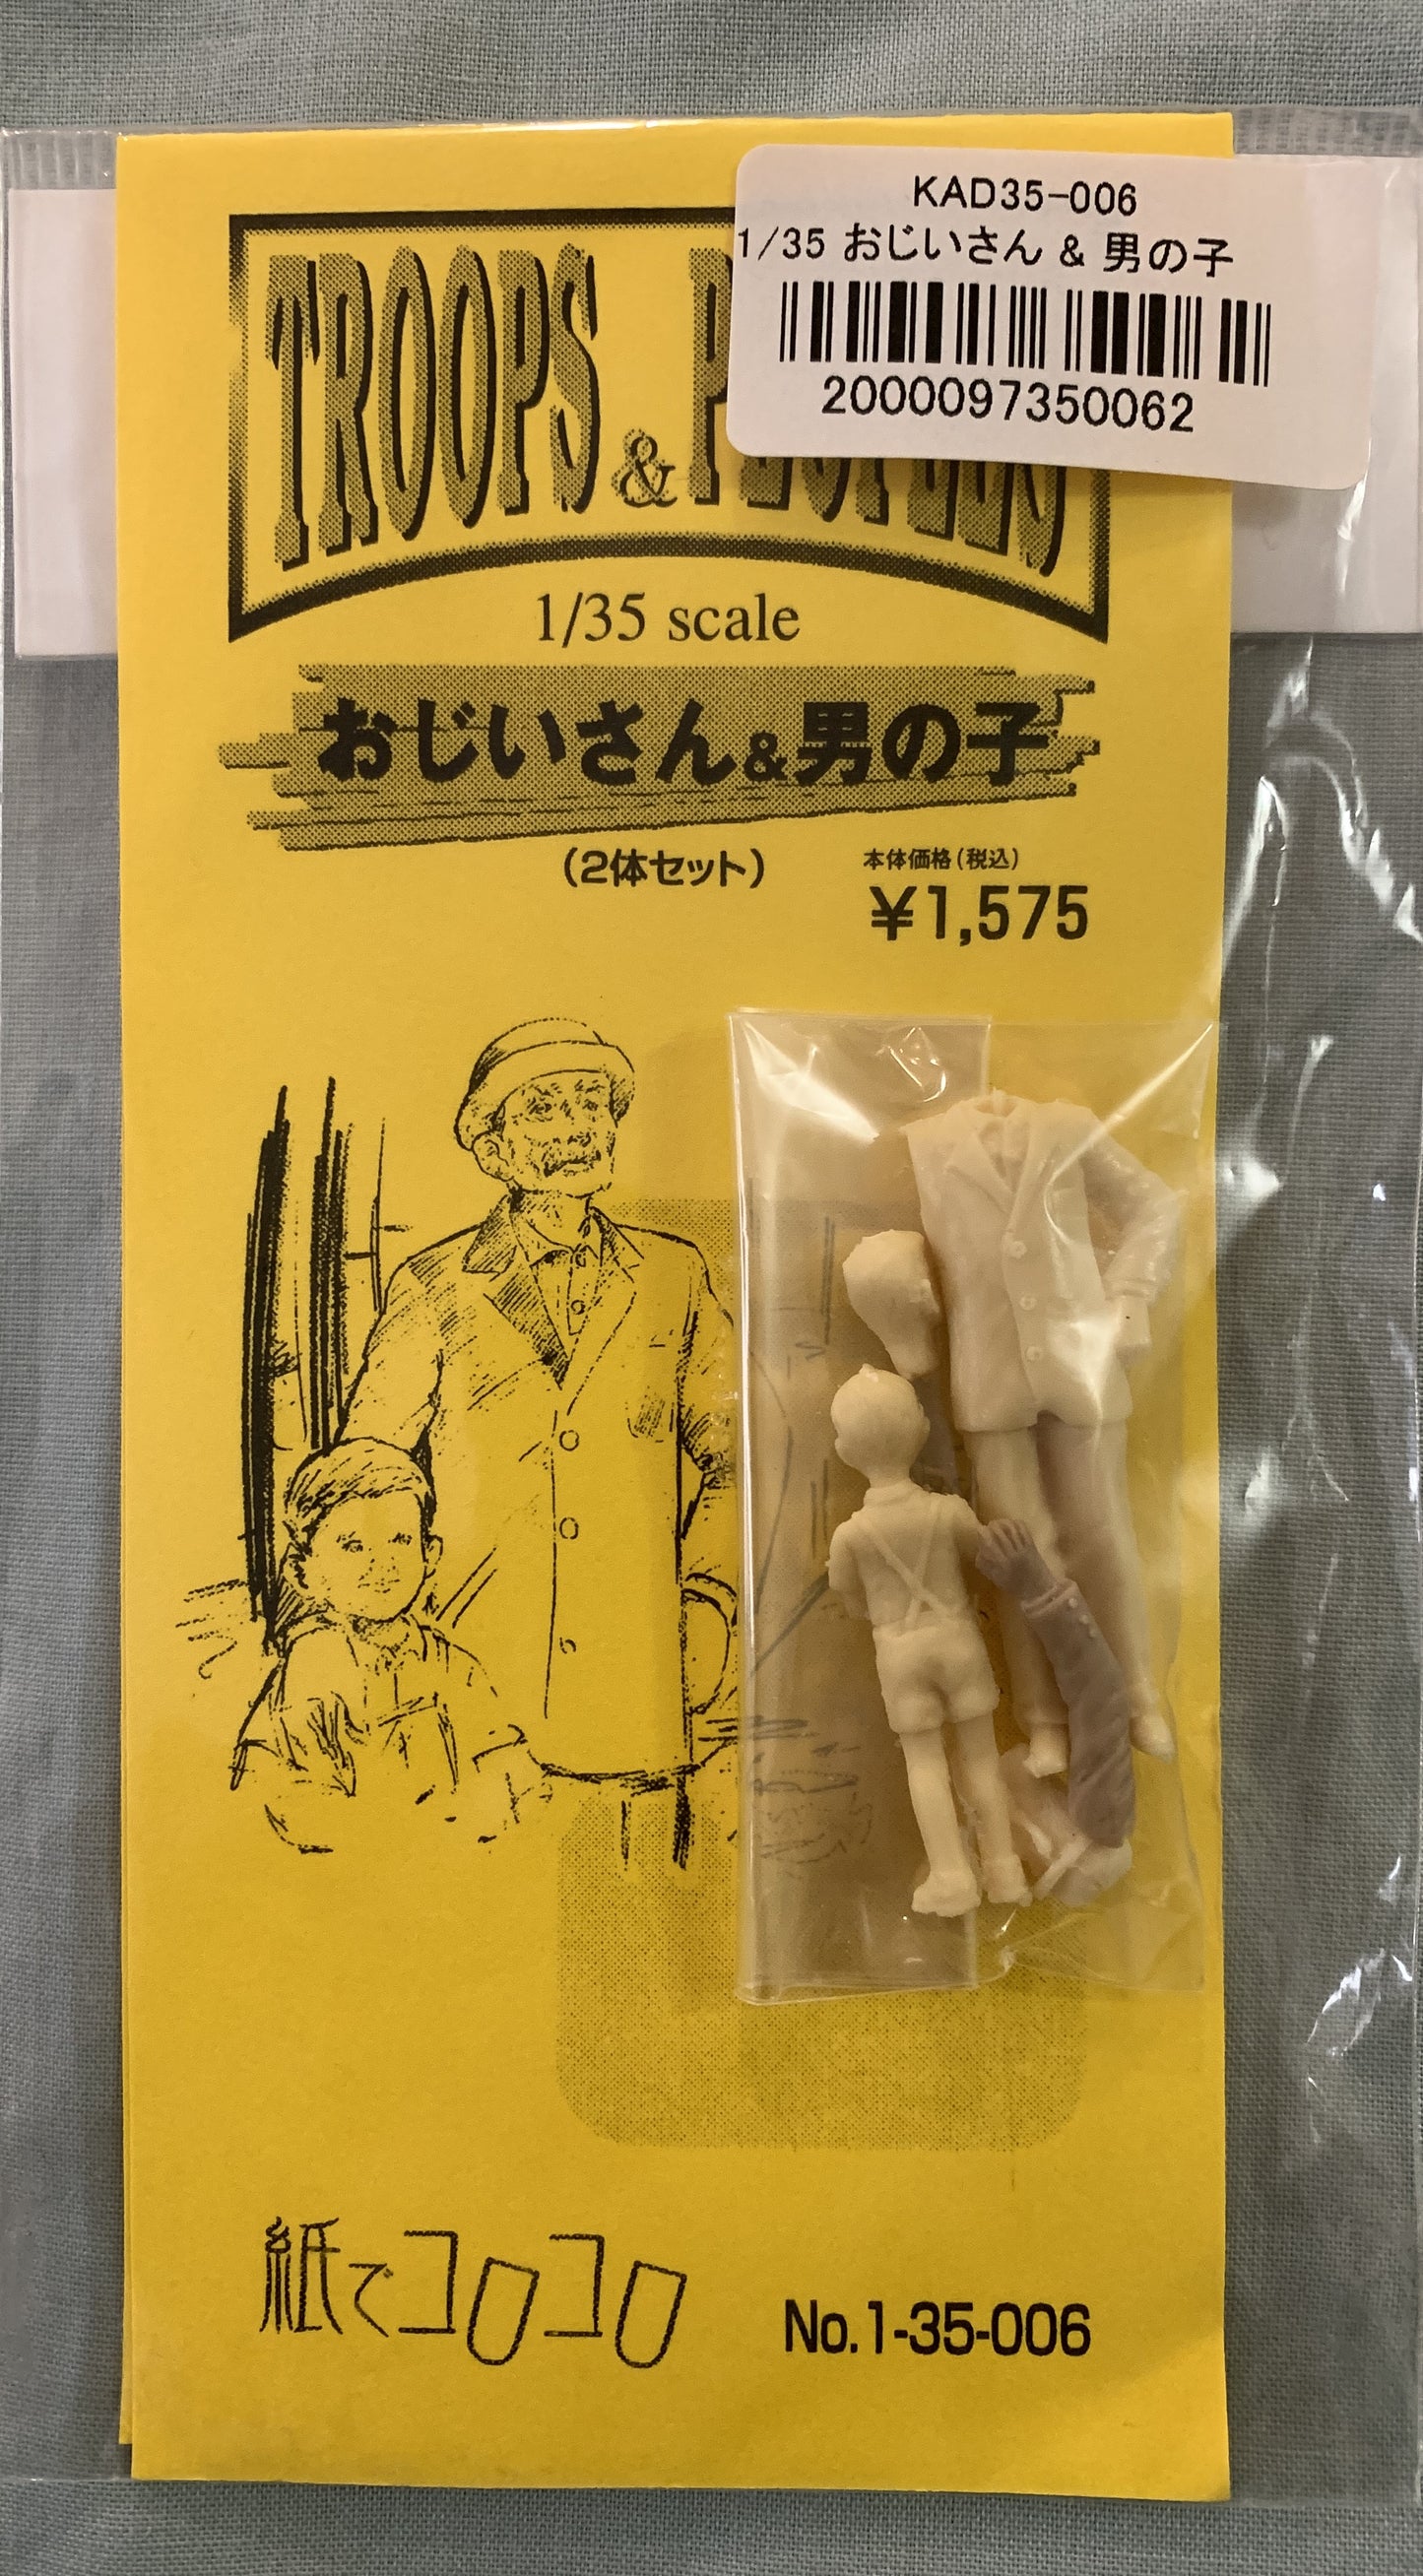 KAD35-006
1/35 おじいさん & 男の子
2000097350062
TROOPS &
1/35 scale
おじいさん&男の子
(2体セット)
本体価格(税込)
¥1,575
紙でコロコロ
No.1-35-006